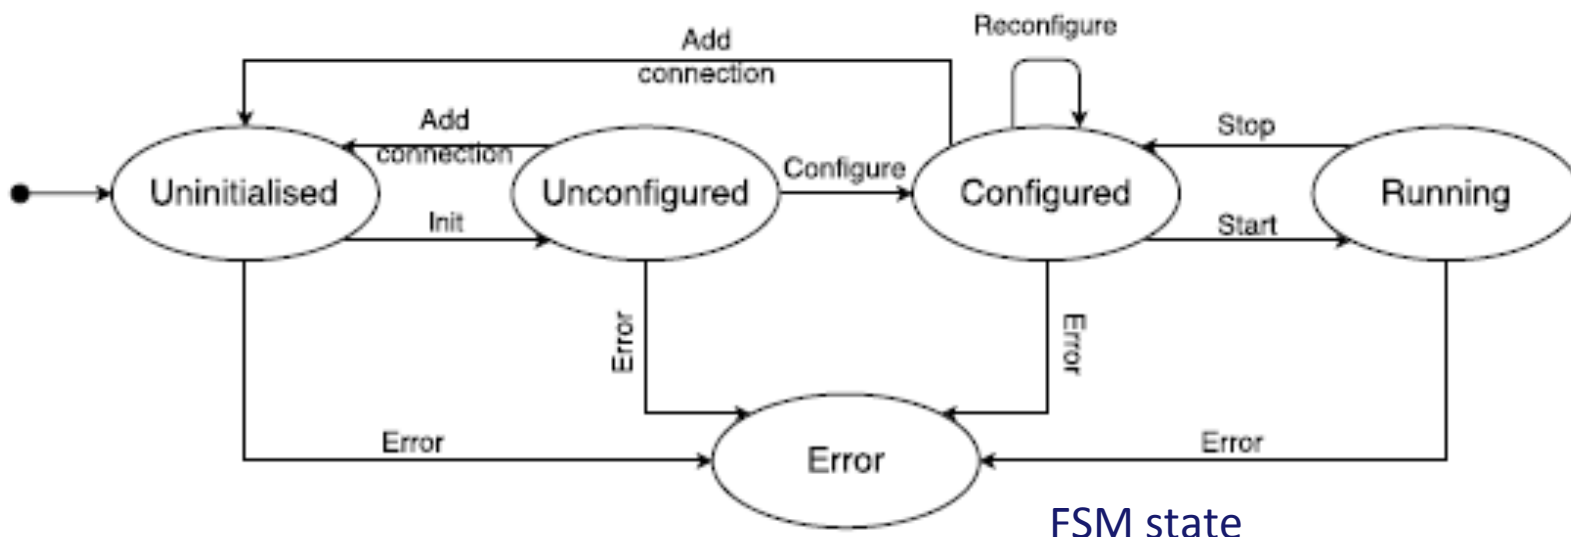 Reconfigure
Add
connection
Add
connection
Stop
Configure
Uninitialised
Unconfigured
Configured
Running
Init
Start
Error
Error
Error
Error
Error
FSM state